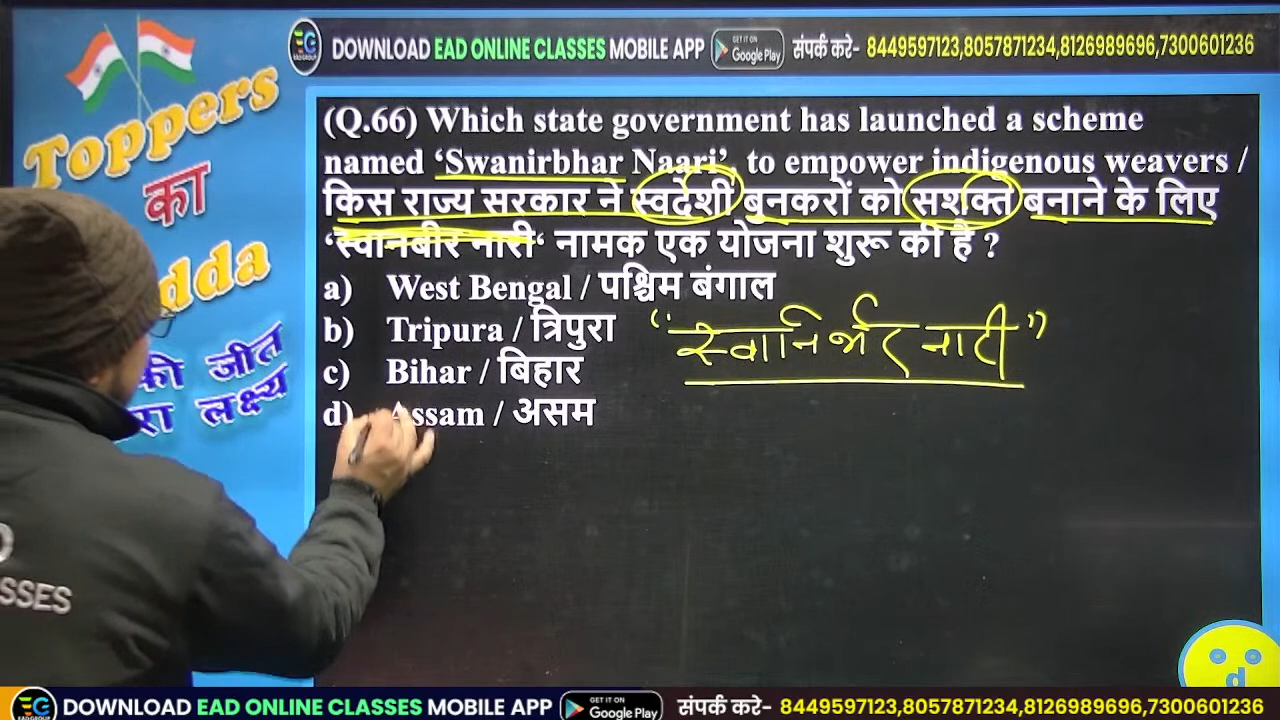 EG DOWNLOAD EAD ONLINE CLASSES MOBILE APP GET IT ON Google Play संपर्क करे- 8449597123,8057871234,8126989696,7300601236
Toppers
का
dda
की जीत
रा लक्ष्य
(Q.66) Which state government has launched a scheme
named ‘Swanirbhar Naari’, to empower indigenous weavers /
किस राज्य सरकार ने स्वदेशी बुनकरों को सशक्त बनाने के लिए
‘स्वानबीर नारी‘ नामक एक योजना शुरू की है ?
a) West Bengal / पश्चिम बंगाल
b) Tripura / त्रिपुरा
“स्वानिर्भर नारी”
c) Bihar / बिहार
d) Assam / असम
SSES
d
EG DOWNLOAD EAD ONLINE CLASSES MOBILE APP GET IT ON Google Play संपर्क करे- 8449597123,8057871234,8126989696,7300601236